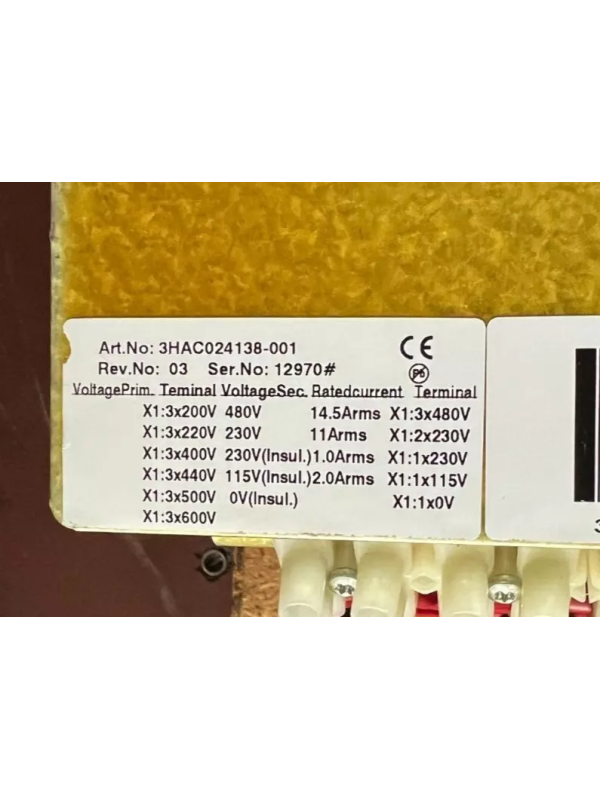 Art.No: 3HAC024138-001 CE
Rev.No: 03 Ser.No: 12970# Pb
VoltagePrim. Teminal VoltageSec. Ratedcurrent Terminal
X1:3x200V 480V 14.5Arms X1:3x480V
X1:3x220V 230V 11Arms X1:2x230V
X1:3x400V 230V(Insul.) 1.0Arms X1:1x230V
X1:3x440V 115V(Insul.) 2.0Arms X1:1x115V
X1:3x500V 0V(Insul.) X1:1x0V
X1:3x600V
3